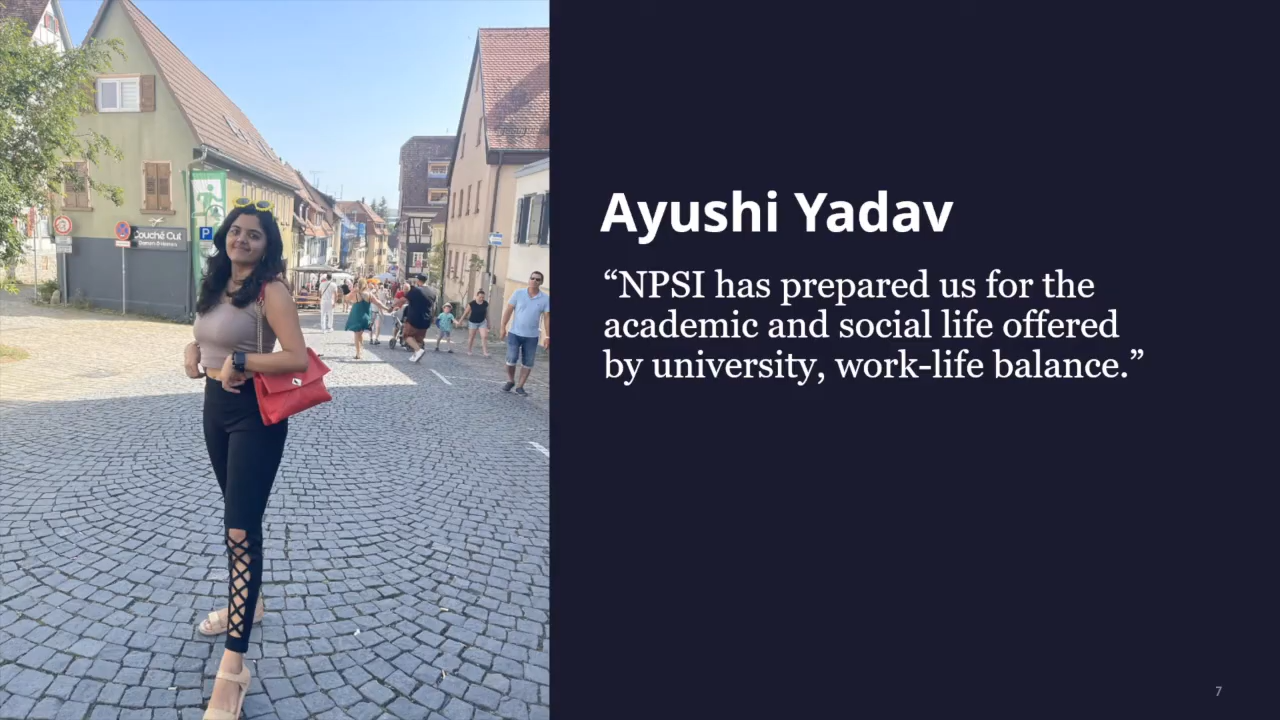 Couché Cut
P
Ayushi Yadav
“NPSI has prepared us for the
academic and social life offered
by university, work-life balance.”
7